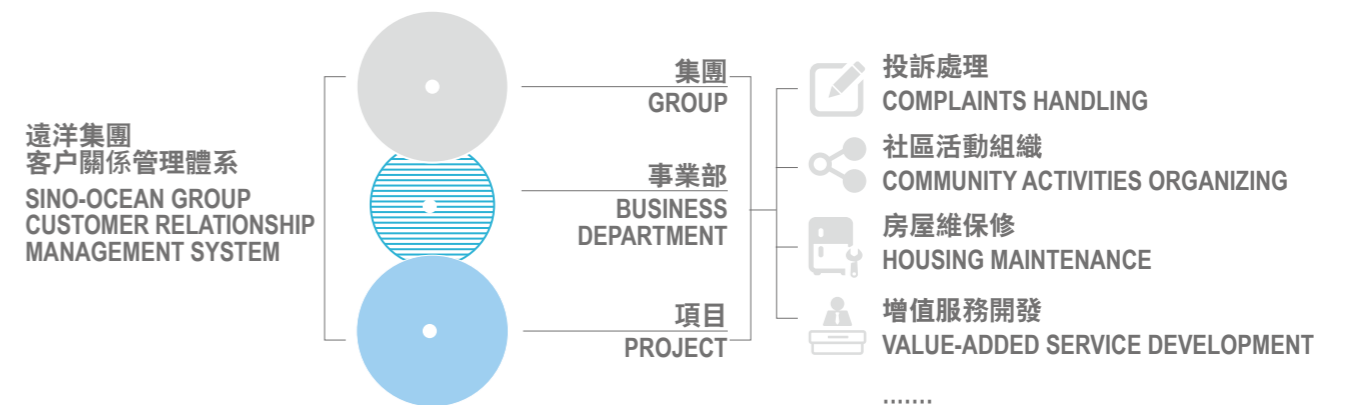 遠洋集團
客户關係管理體系
SINO-OCEAN GROUP
CUSTOMER RELATIONSHIP
MANAGEMENT SYSTEM
集團
GROUP
事業部
BUSINESS
DEPARTMENT
項目
PROJECT
投訴處理
COMPLAINTS HANDLING
社區活動組織
COMMUNITY ACTIVITIES ORGANIZING
房屋維保修
HOUSING MAINTENANCE
增值服務開發
VALUE-ADDED SERVICE DEVELOPMENT
.......